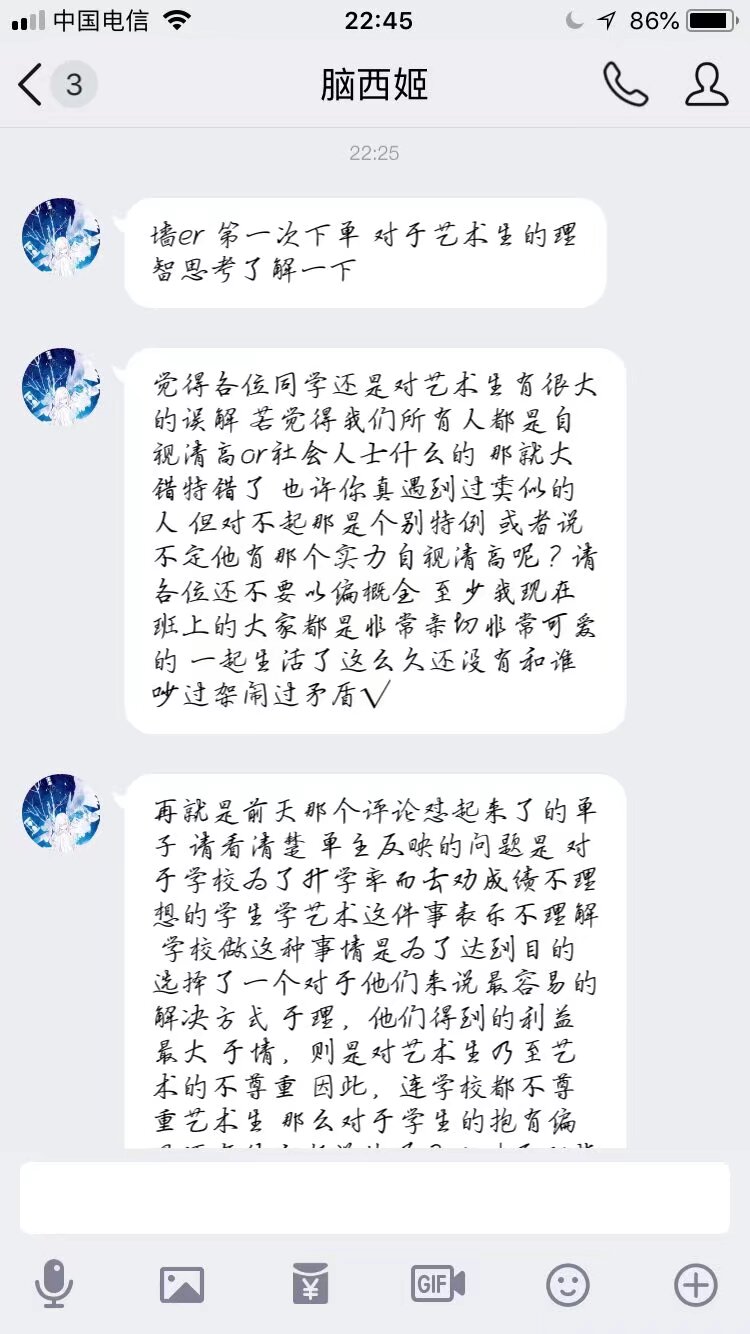 中国电信
22:45
86%
3
脑西姬
22:25
墙er 第一次下单 对于艺术生的理
智思考了解一下
觉得各位同学还是对艺术生有很大
的误解 若觉得我们所有人都是自
视清高or社会人士什么的 那就大
错特错了 也许你真遇到过类似的
人 但对不起那是个别特例 或者说
不定他有那个实力自视清高呢？请
各位还不要以偏概全 至少我现在
班上的大家都是非常亲切非常可爱
的 一起生活了这么久还没有和谁
吵过架闹过矛盾√
再就是前天那个评论怼起来了的单
子 请看清楚 单主反映的问题是 对
于学校为了升学率而去劝成绩不理
想的学生学艺术这件事表示不理解
学校做这种事情是为了达到目的
选择了一个对于他们来说最容易的
解决方式 于理，他们得到的利益
最大 于情，则是对艺术生乃至艺
术的不尊重 因此，连学校都不尊
重艺术生 那么对于学生的抱有偏
GIF